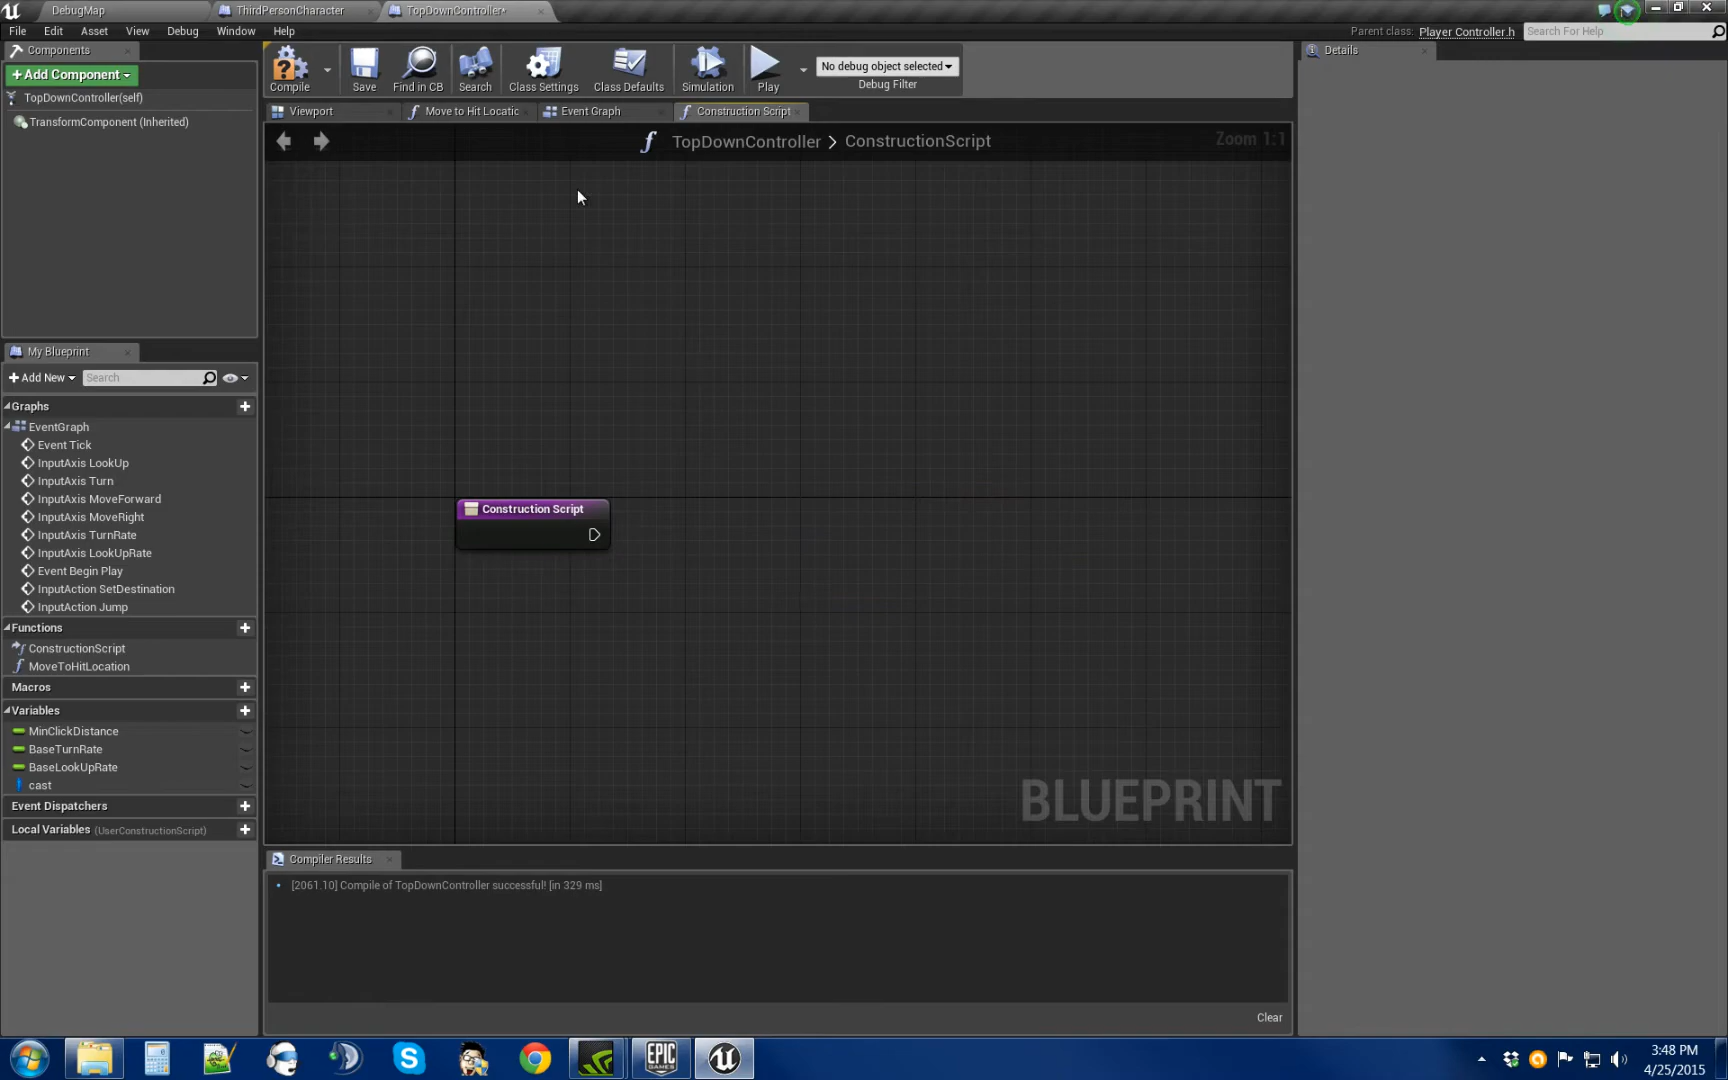 DebugMap
ThirdPersonCharacter
TopDownController*
File Edit Asset View Debug Window Help
Parent class: Player Controller.h
Search For Help
Components
+Add Component
TopDownController(self)
TransformComponent (Inherited)
Compile
Save
Find in CB
Search
Class Settings
Class Defaults
Simulation
Play
No debug object selected
Debug Filter
Details
Viewport
Move to Hit Locatic
Event Graph
Construction Script
TopDownController > ConstructionScript
Zoom 1:1
Construction Script
BLUEPRINT
My Blueprint
+ Add New
Search
Graphs
EventGraph
Event Tick
InputAxis LookUp
InputAxis Turn
InputAxis MoveForward
InputAxis MoveRight
InputAxis TurnRate
InputAxis LookUpRate
Event Begin Play
InputAction SetDestination
InputAction Jump
Functions
ConstructionScript
MoveToHitLocation
Macros
Variables
MinClickDistance
BaseTurnRate
BaseLookUpRate
cast
Event Dispatchers
Local Variables (UserConstructionScript)
Compiler Results
[2061.10] Compile of TopDownController successful! [in 329 ms]
Clear
EPIC
GAMES
3:48 PM
4/25/2015